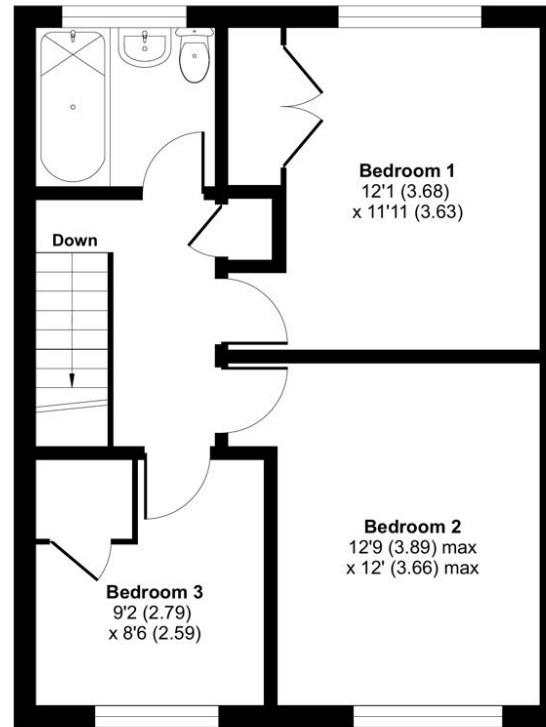 Bedroom 1
12'1 (3.68)
x 11'11 (3.63)
Down
Bedroom 2
12'9 (3.89) max
x 12' (3.66) max
Bedroom 3
9'2 (2.79)
x 8'6 (2.59)